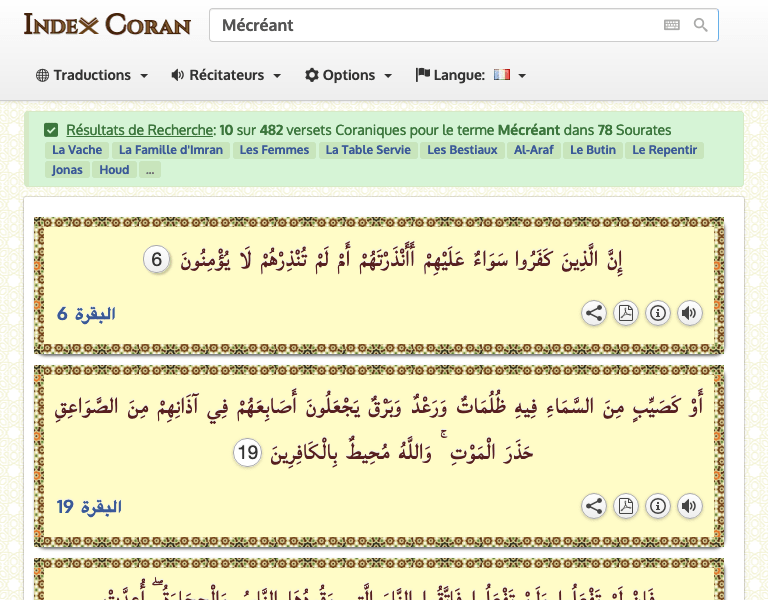 INDEX CORAN
Mécréant
Traductions Récitateurs Options Langue:
Résultats de Recherche: 10 sur 482 versets Coraniques pour le terme Mécréant dans 78 Sourates
La Vache La Famille d'Imran Les Femmes La Table Servie Les Bestiaux Al-Araf Le Butin Le Repentir
Jonas Houd ...
إِنَّ الَّذِينَ كَفَرُوا سَوَاءٌ عَلَيْهِمْ أَأَنْذَرْتَهُمْ أَمْ لَمْ تُنْذِرْهُمْ لَا يُؤْمِنُونَ 6
البقرة 6
أَوْ كَصَيِّبٍ مِنَ السَّمَاءِ فِيهِ ظُلُمَاتٌ وَرَعْدٌ وَبَرْقٌ يَجْعَلُونَ أَصَابِعَهُمْ فِي آذَانِهِمْ مِنَ الصَّوَاعِقِ
حَذَرَ الْمَوْتِ ۚ وَاللَّهُ مُحِيطٌ بِالْكَافِرِينَ 19
البقرة 19